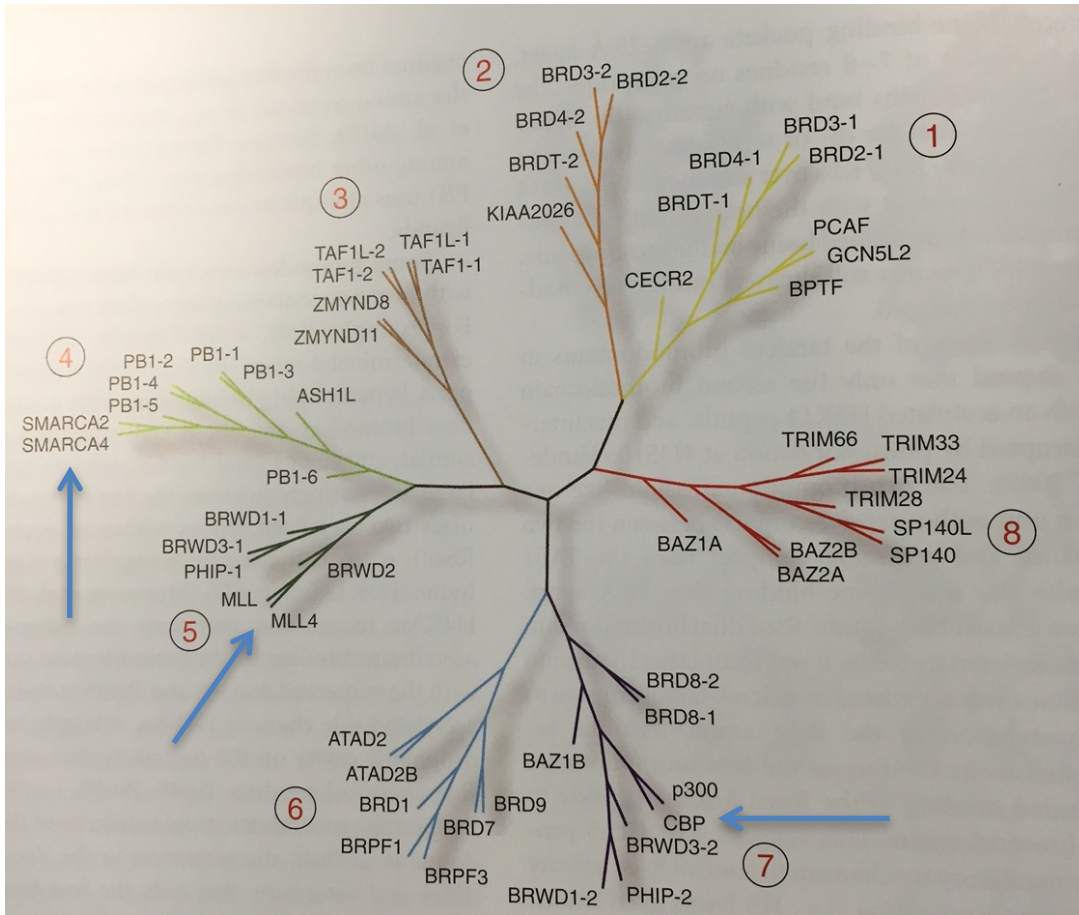 2
BRD3-2
BRD2-2
BRD4-2
BRDT-2
KIAA2026
1
BRD3-1
BRD2-1
BRD4-1
BRDT-1
PCAF
GCN5L2
BPTF
CECR2
3
TAF1L-2
TAF1L-1
TAF1-2
TAF1-1
ZMYND8
ZMYND11
4
PB1-2
PB1-1
PB1-4
PB1-3
PB1-5
ASH1L
SMARCA2
SMARCA4
PB1-6
BRWD1-1
BRWD3-1
PHIP-1
BRWD2
MLL
MLL4
5
TRIM66
TRIM33
TRIM24
TRIM28
SP140L
SP140
BAZ1A
BAZ2B
BAZ2A
8
ATAD2
ATAD2B
BRD1
BRD9
BRD7
BRPF1
BRPF3
6
BRD8-2
BRD8-1
BAZ1B
p300
CBP
BRWD3-2
BRWD1-2
PHIP-2
7